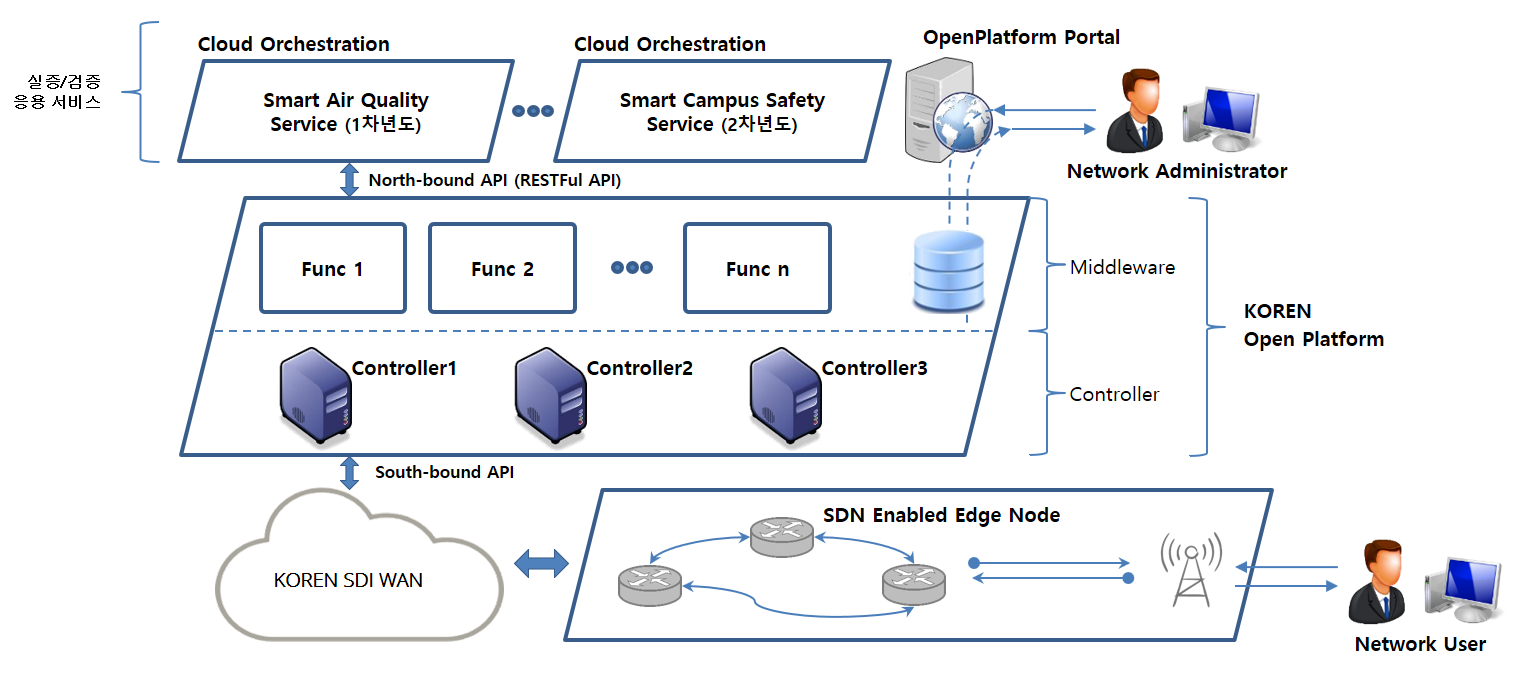 Cloud Orchestration
Cloud Orchestration
OpenPlatform Portal
실증/검증
응용 서비스
Smart Air Quality
Service (1차년도)
Smart Campus Safety
Service (2차년도)
Network Administrator
North-bound API (RESTFul API)
Func 1
Func 2
Func n
Middleware
KOREN
Open Platform
Controller1
Controller2
Controller3
Controller
South-bound API
SDN Enabled Edge Node
KOREN SDI WAN
Network User